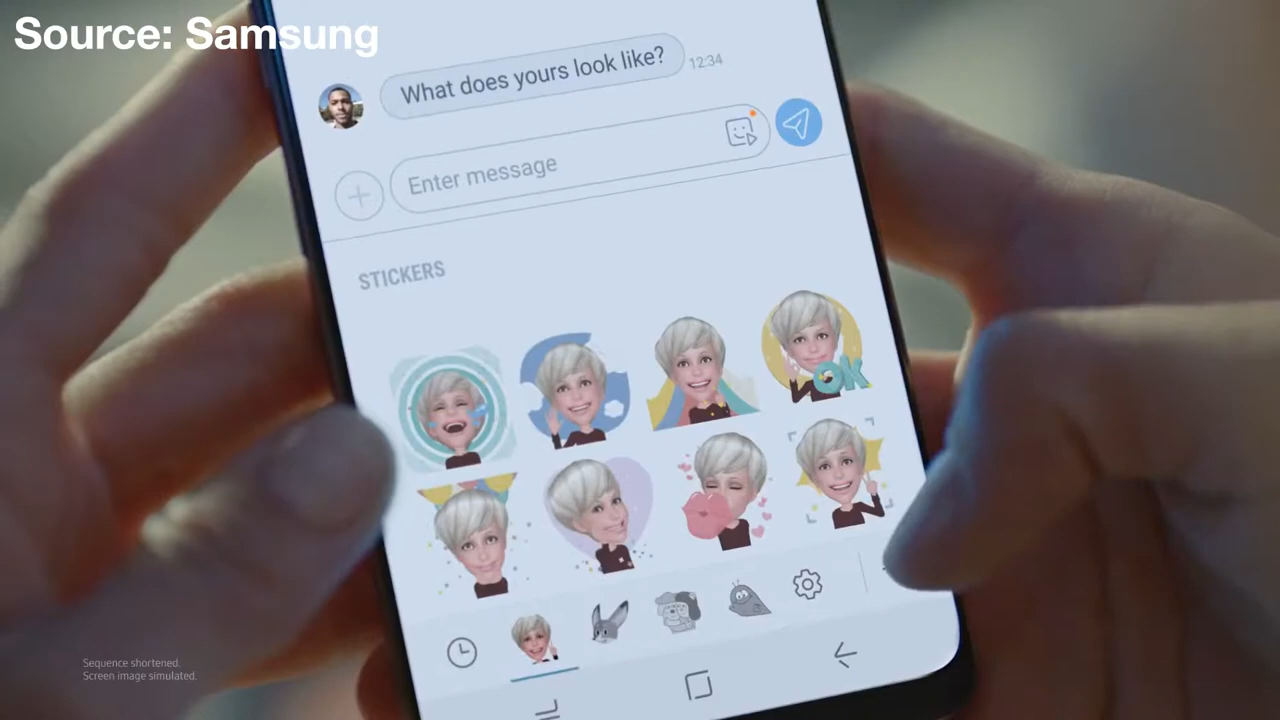 Source: Samsung
What does yours look like?
12:34
Enter message
STICKERS
OK
Sequence shortened.
Screen image simulated.